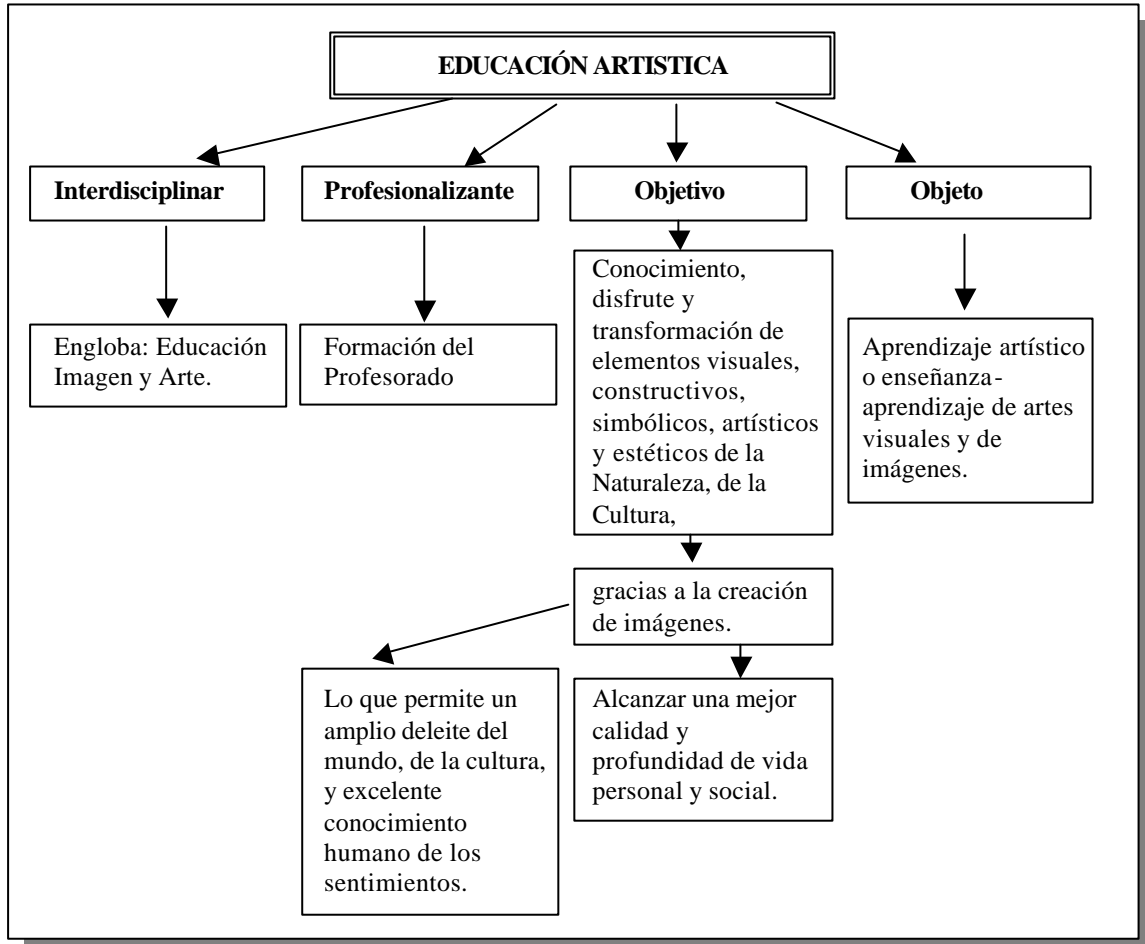 EDUCACIÓN ARTISTICA
Interdisciplinar
Profesionalizante
Objetivo
Objeto
Engloba: Educación
Imagen y Arte.
Formación del
Profesorado
Conocimiento,
disfrute y
transformación de
elementos visuales,
constructivos,
simbólicos, artísticos
y estéticos de la
Naturaleza, de la
Cultura,
Aprendizaje artístico
o enseñanza-
aprendizaje de artes
visuales y de
imágenes.
gracias a la creación
de imágenes.
Lo que permite un
amplio deleite del
mundo, de la cultura,
y excelente
conocimiento
humano de los
sentimientos.
Alcanzar una mejor
calidad y
profundidad de vida
personal y social.